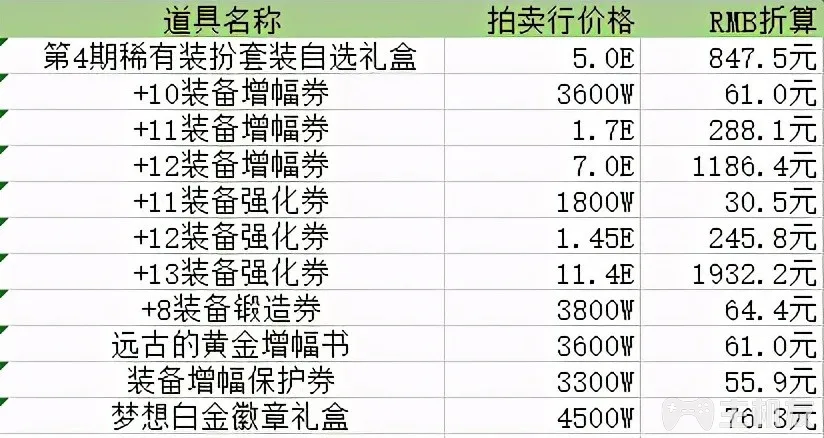 道具名称 拍卖行价格 RMB折算
第4期稀有装扮套装自选礼盒 5.0E 847.5元
+10装备增幅券 3600W 61.0元
+11装备增幅券 1.7E 288.1元
+12装备增幅券 7.0E 1186.4元
+11装备强化券 1800W 30.5元
+12装备强化券 1.45E 245.8元
+13装备强化券 11.4E 1932.2元
+8装备锻造券 3800W 64.4元
远古的黄金增幅书 3600W 61.0元
装备增幅保护券 3300W 55.9元
梦想白金徽章礼盒 4500W 76.3元